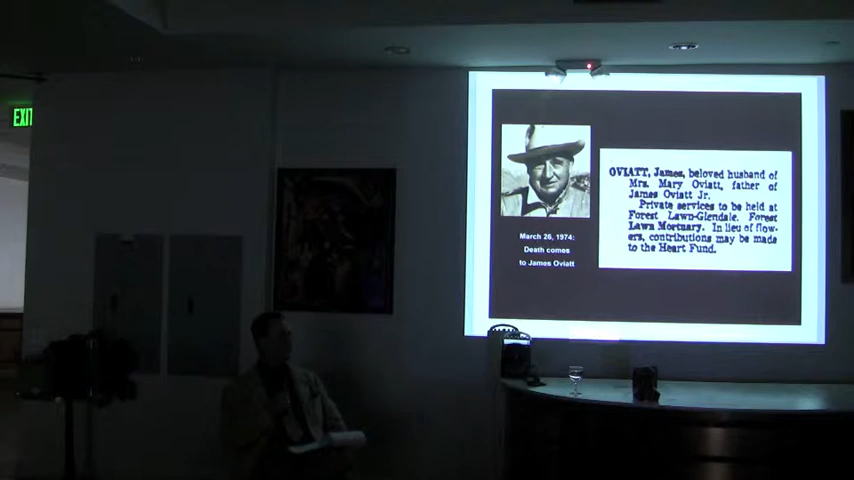 EXIT
OVIATT, James, beloved husband of
Mrs. Mary Oviatt, father of
James Oviatt Jr.
Private services to be held at
Forest Lawn-Glendale. Forest
Lawn Mortuary. In lieu of flow-
ers, contributions may be made
to the Heart Fund.
March 26, 1974:
Death comes
to James Oviatt